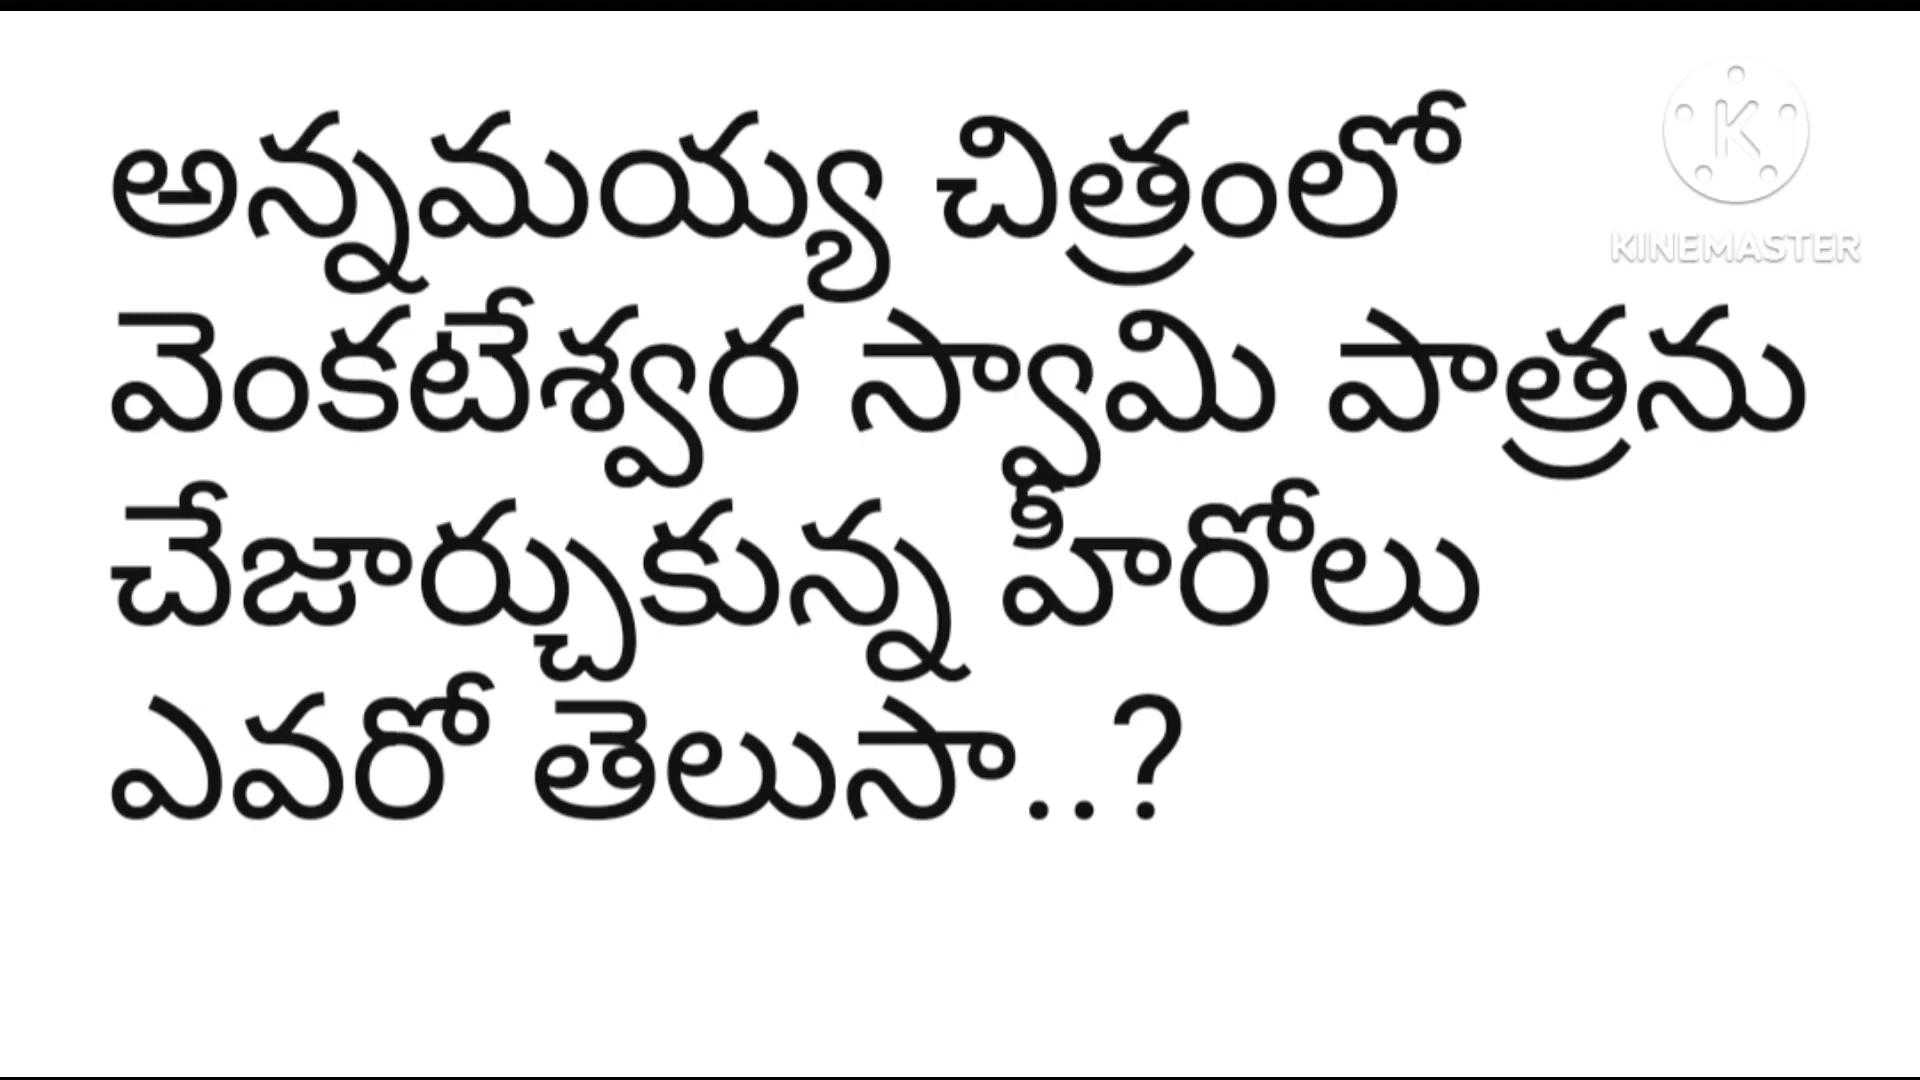 అన్నమయ్య చిత్రంలో
వెంకటేశ్వర స్వామి పాత్రను
చేజార్చుకున్న హీరోలు
ఎవరో తెలుసా..?
K
KINEMASTER